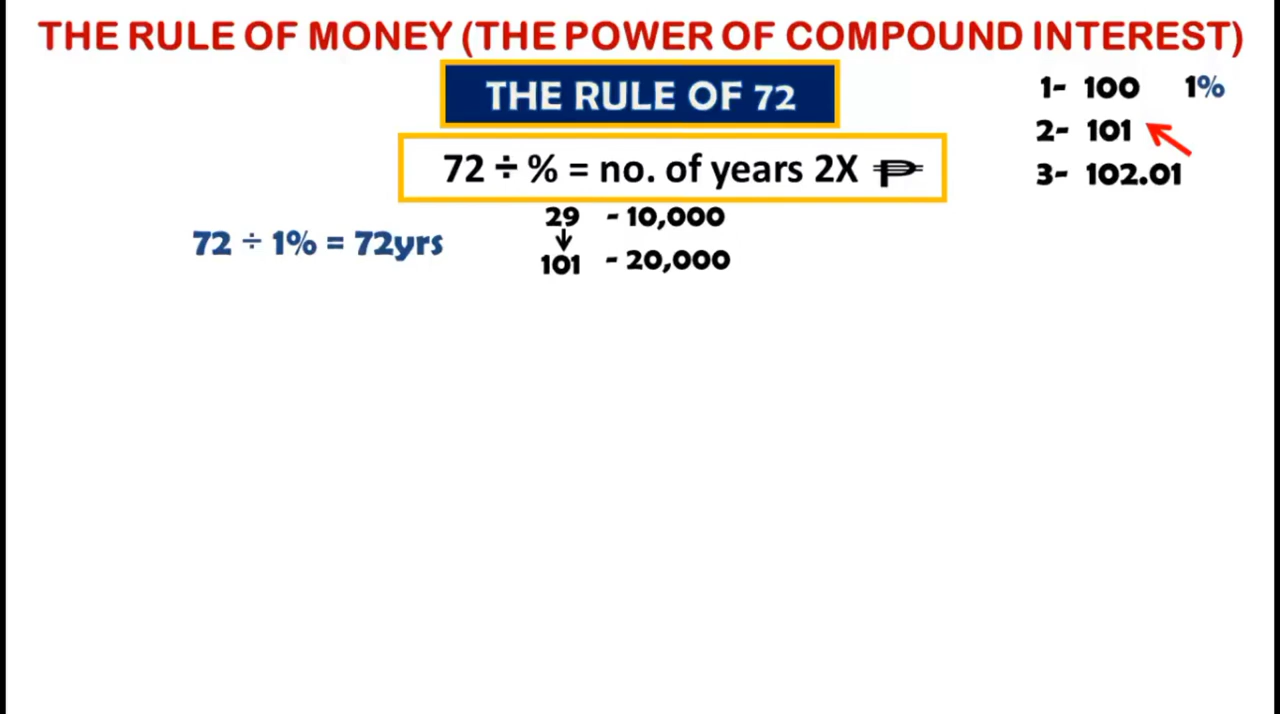 THE RULE OF MONEY (THE POWER OF COMPOUND INTEREST)
THE RULE OF 72
72 ÷ % = no. of years 2X ₱
1- 100 1%
2- 101
3- 102.01
72 ÷ 1% = 72yrs
29 - 10,000
101 - 20,000